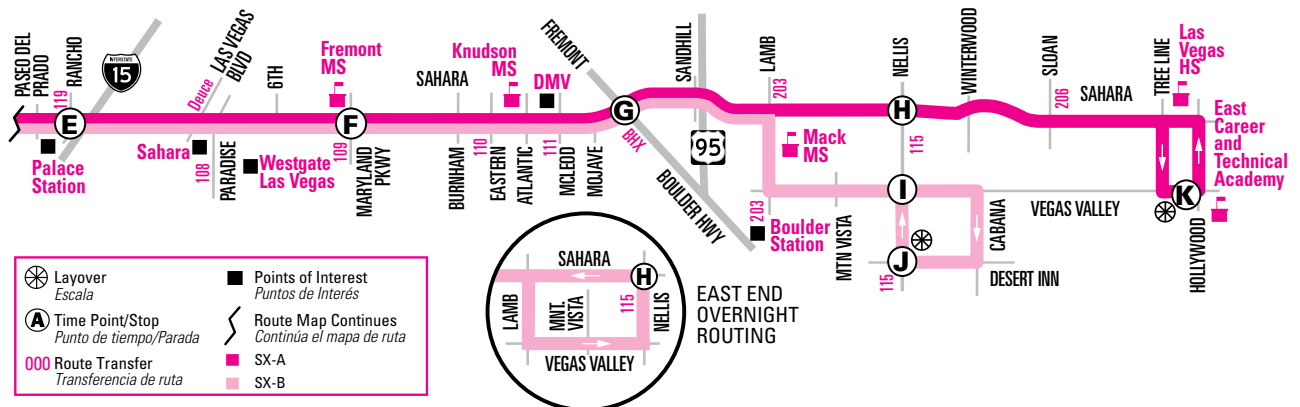 PASEO DEL
PRADO
119
RANCHO
INTERSTATE
15
Deuce
LAS VEGAS
BLVD
6TH
Fremont
MS
SAHARA
Knudson
MS
DMV
FREMONT
SANDHILL
LAMB
203
NELLIS
WINTERWOOD
SLOAN
206
SAHARA
TREE LINE
Las
Vegas
HS
East
Career
and
Technical
Academy
E
F
G
H
Palace
Station
Sahara
108
PARADISE
Westgate
Las Vegas
109
MARYLAND
PKWY
BURNHAM
110
EASTERN
ATLANTIC
111
MCLEOD
MOJAVE
BHX
95
BOULDER HWY
Mack
MS
115
203
Boulder
Station
MTN VISTA
I
J
115
CABANA
DESERT INN
VEGAS VALLEY
K
HOLLYWOOD
Layover
Escala
A
Time Point/Stop
Punto de tiempo/Parada
000 Route Transfer
Transferencia de ruta
Points of Interest
Puntos de Interés
Route Map Continues
Continúa el mapa de ruta
SX-A
SX-B
SAHARA
H
LAMB
MNT.
VISTA
115
NELLIS
VEGAS VALLEY
EAST END
OVERNIGHT
ROUTING